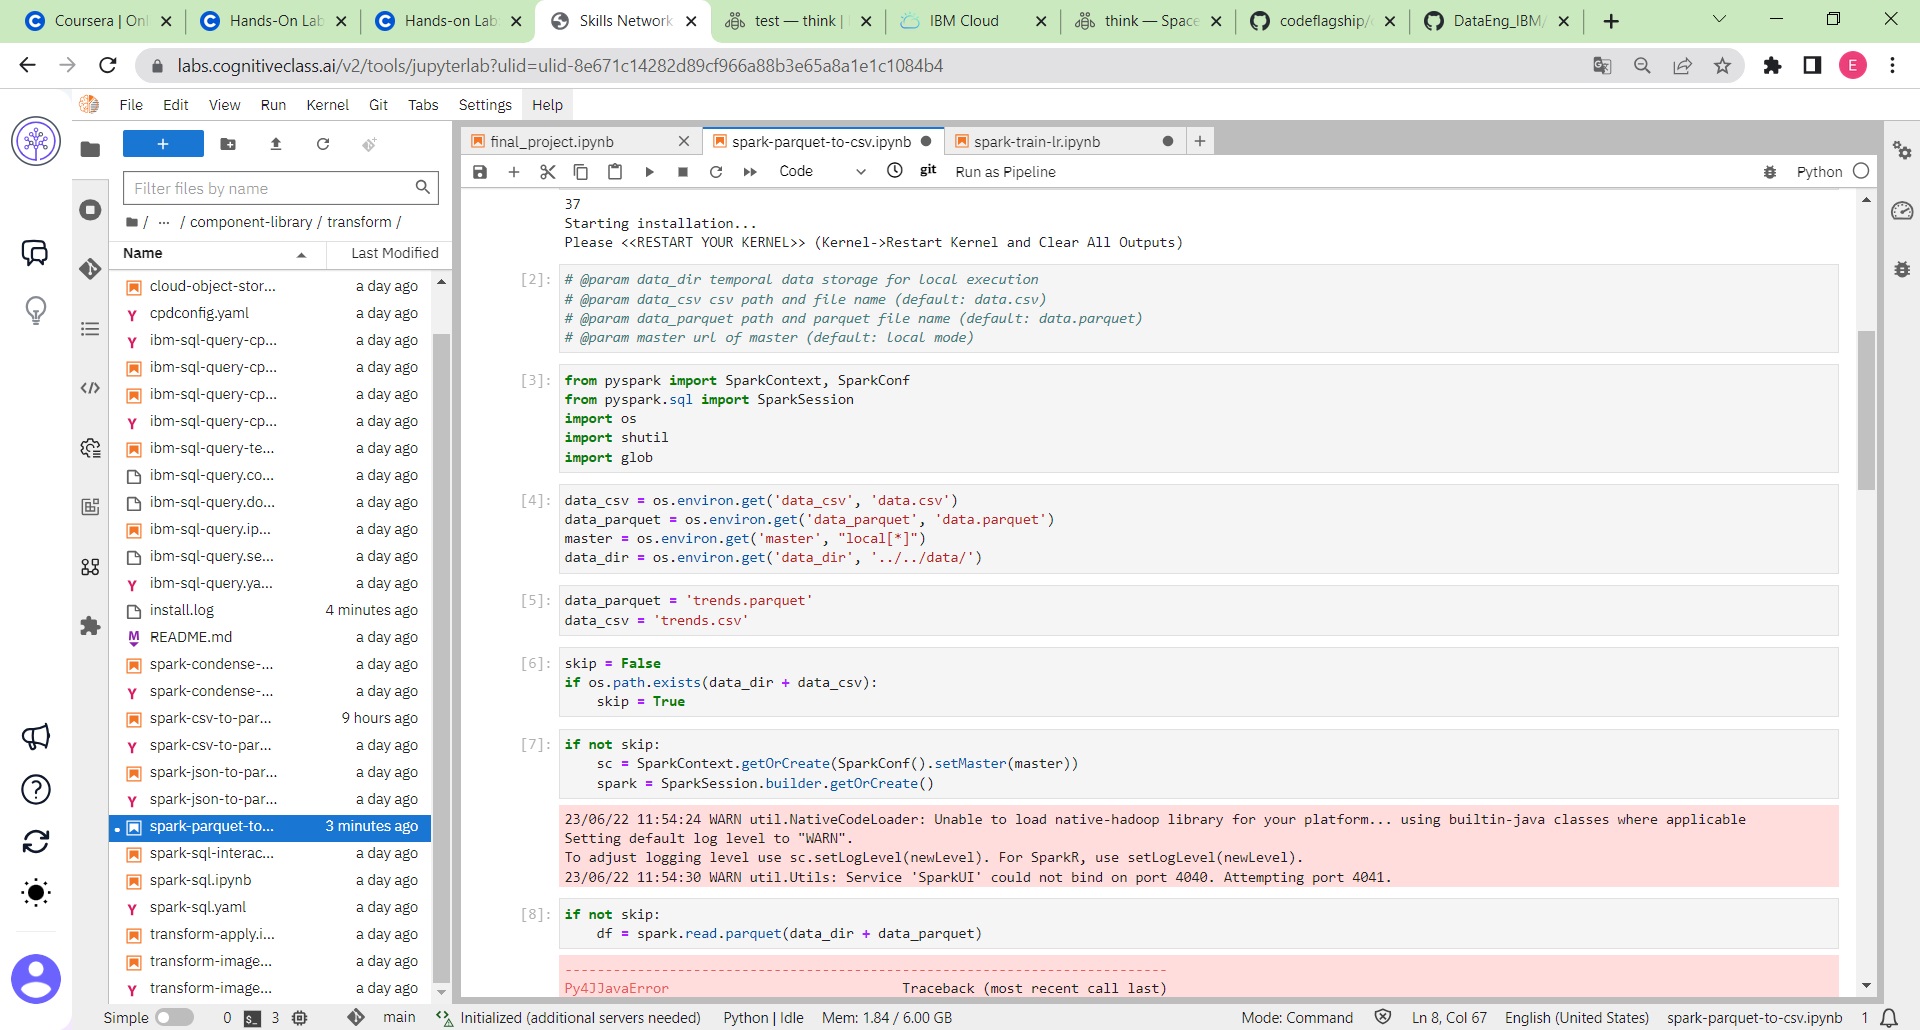 Coursera | Onl
Hands-On Lab
Hands-on Lab:
Skills Network
test — think |
IBM Cloud
think — Space
codeflagship/
DataEng_IBM/
labs.cognitiveclass.ai/v2/tools/jupyterlab?ulid=ulid-8e671c14282d89cf966a88b3e65a8a1e1c1084b4
E
File Edit View Run Kernel Git Tabs Settings Help
final_project.ipynb
spark-parquet-to-csv.ipynb
spark-train-lr.ipynb
Code
git
Run as Pipeline
Python
Filter files by name
/ ... / component-library / transform /
Name
Last Modified
cloud-object-stor... a day ago
cpdconfig.yaml a day ago
ibm-sql-query-cp... a day ago
ibm-sql-query-cp... a day ago
ibm-sql-query-cp... a day ago
ibm-sql-query-cp... a day ago
ibm-sql-query-te... a day ago
ibm-sql-query.co... a day ago
ibm-sql-query.do... a day ago
ibm-sql-query.ip... a day ago
ibm-sql-query.se... a day ago
ibm-sql-query.ya... a day ago
install.log 4 minutes ago
README.md a day ago
spark-condense-... a day ago
spark-condense-... a day ago
spark-csv-to-par... 9 hours ago
spark-csv-to-par... a day ago
spark-json-to-par... a day ago
spark-json-to-par... a day ago
spark-parquet-to... 3 minutes ago
spark-sql-interac... a day ago
spark-sql.ipynb a day ago
spark-sql.yaml a day ago
transform-apply.i... a day ago
transform-image... a day ago
transform-image... a day ago
37
Starting installation...
Please <<RESTART YOUR KERNEL>> (Kernel->Restart Kernel and Clear All Outputs)
[2]: # @param data_dir temporal data storage for local execution
# @param data_csv csv path and file name (default: data.csv)
# @param data_parquet path and parquet file name (default: data.parquet)
# @param master url of master (default: local mode)
[3]: from pyspark import SparkContext, SparkConf
from pyspark.sql import SparkSession
import os
import shutil
import glob
[4]: data_csv = os.environ.get('data_csv', 'data.csv')
data_parquet = os.environ.get('data_parquet', 'data.parquet')
master = os.environ.get('master', "local[*]")
data_dir = os.environ.get('data_dir', '../../data/')
[5]: data_parquet = 'trends.parquet'
data_csv = 'trends.csv'
[6]: skip = False
if os.path.exists(data_dir + data_csv):
    skip = True
[7]: if not skip:
    sc = SparkContext.getOrCreate(SparkConf().setMaster(master))
    spark = SparkSession.builder.getOrCreate()
23/06/22 11:54:24 WARN util.NativeCodeLoader: Unable to load native-hadoop library for your platform... using builtin-java classes where applicable
Setting default log level to "WARN".
To adjust logging level use sc.setLogLevel(newLevel). For SparkR, use setLogLevel(newLevel).
23/06/22 11:54:30 WARN util.Utils: Service 'SparkUI' could not bind on port 4040. Attempting port 4041.
[8]: if not skip:
    df = spark.read.parquet(data_dir + data_parquet)
---------------------------------------------------------------------------
Py4JJavaError Traceback (most recent call last)
Simple 0 3 main Initialized (additional servers needed) Python | Idle Mem: 1.84 / 6.00 GB Mode: Command Ln 8, Col 67 English (United States) spark-parquet-to-csv.ipynb 1